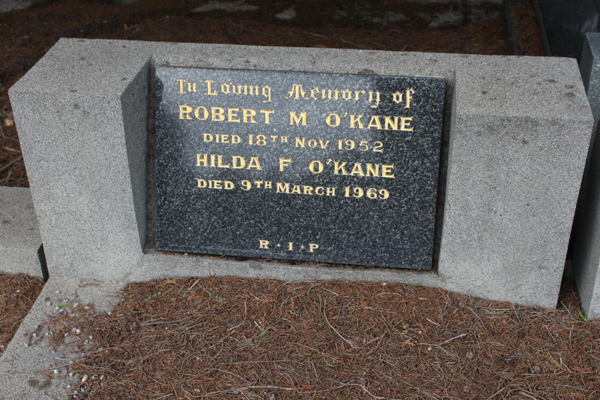 In Loving Memory of
ROBERT M O'KANE
DIED 18TH NOV 1952
HILDA F O'KANE
DIED 9TH MARCH 1969
R·I·P